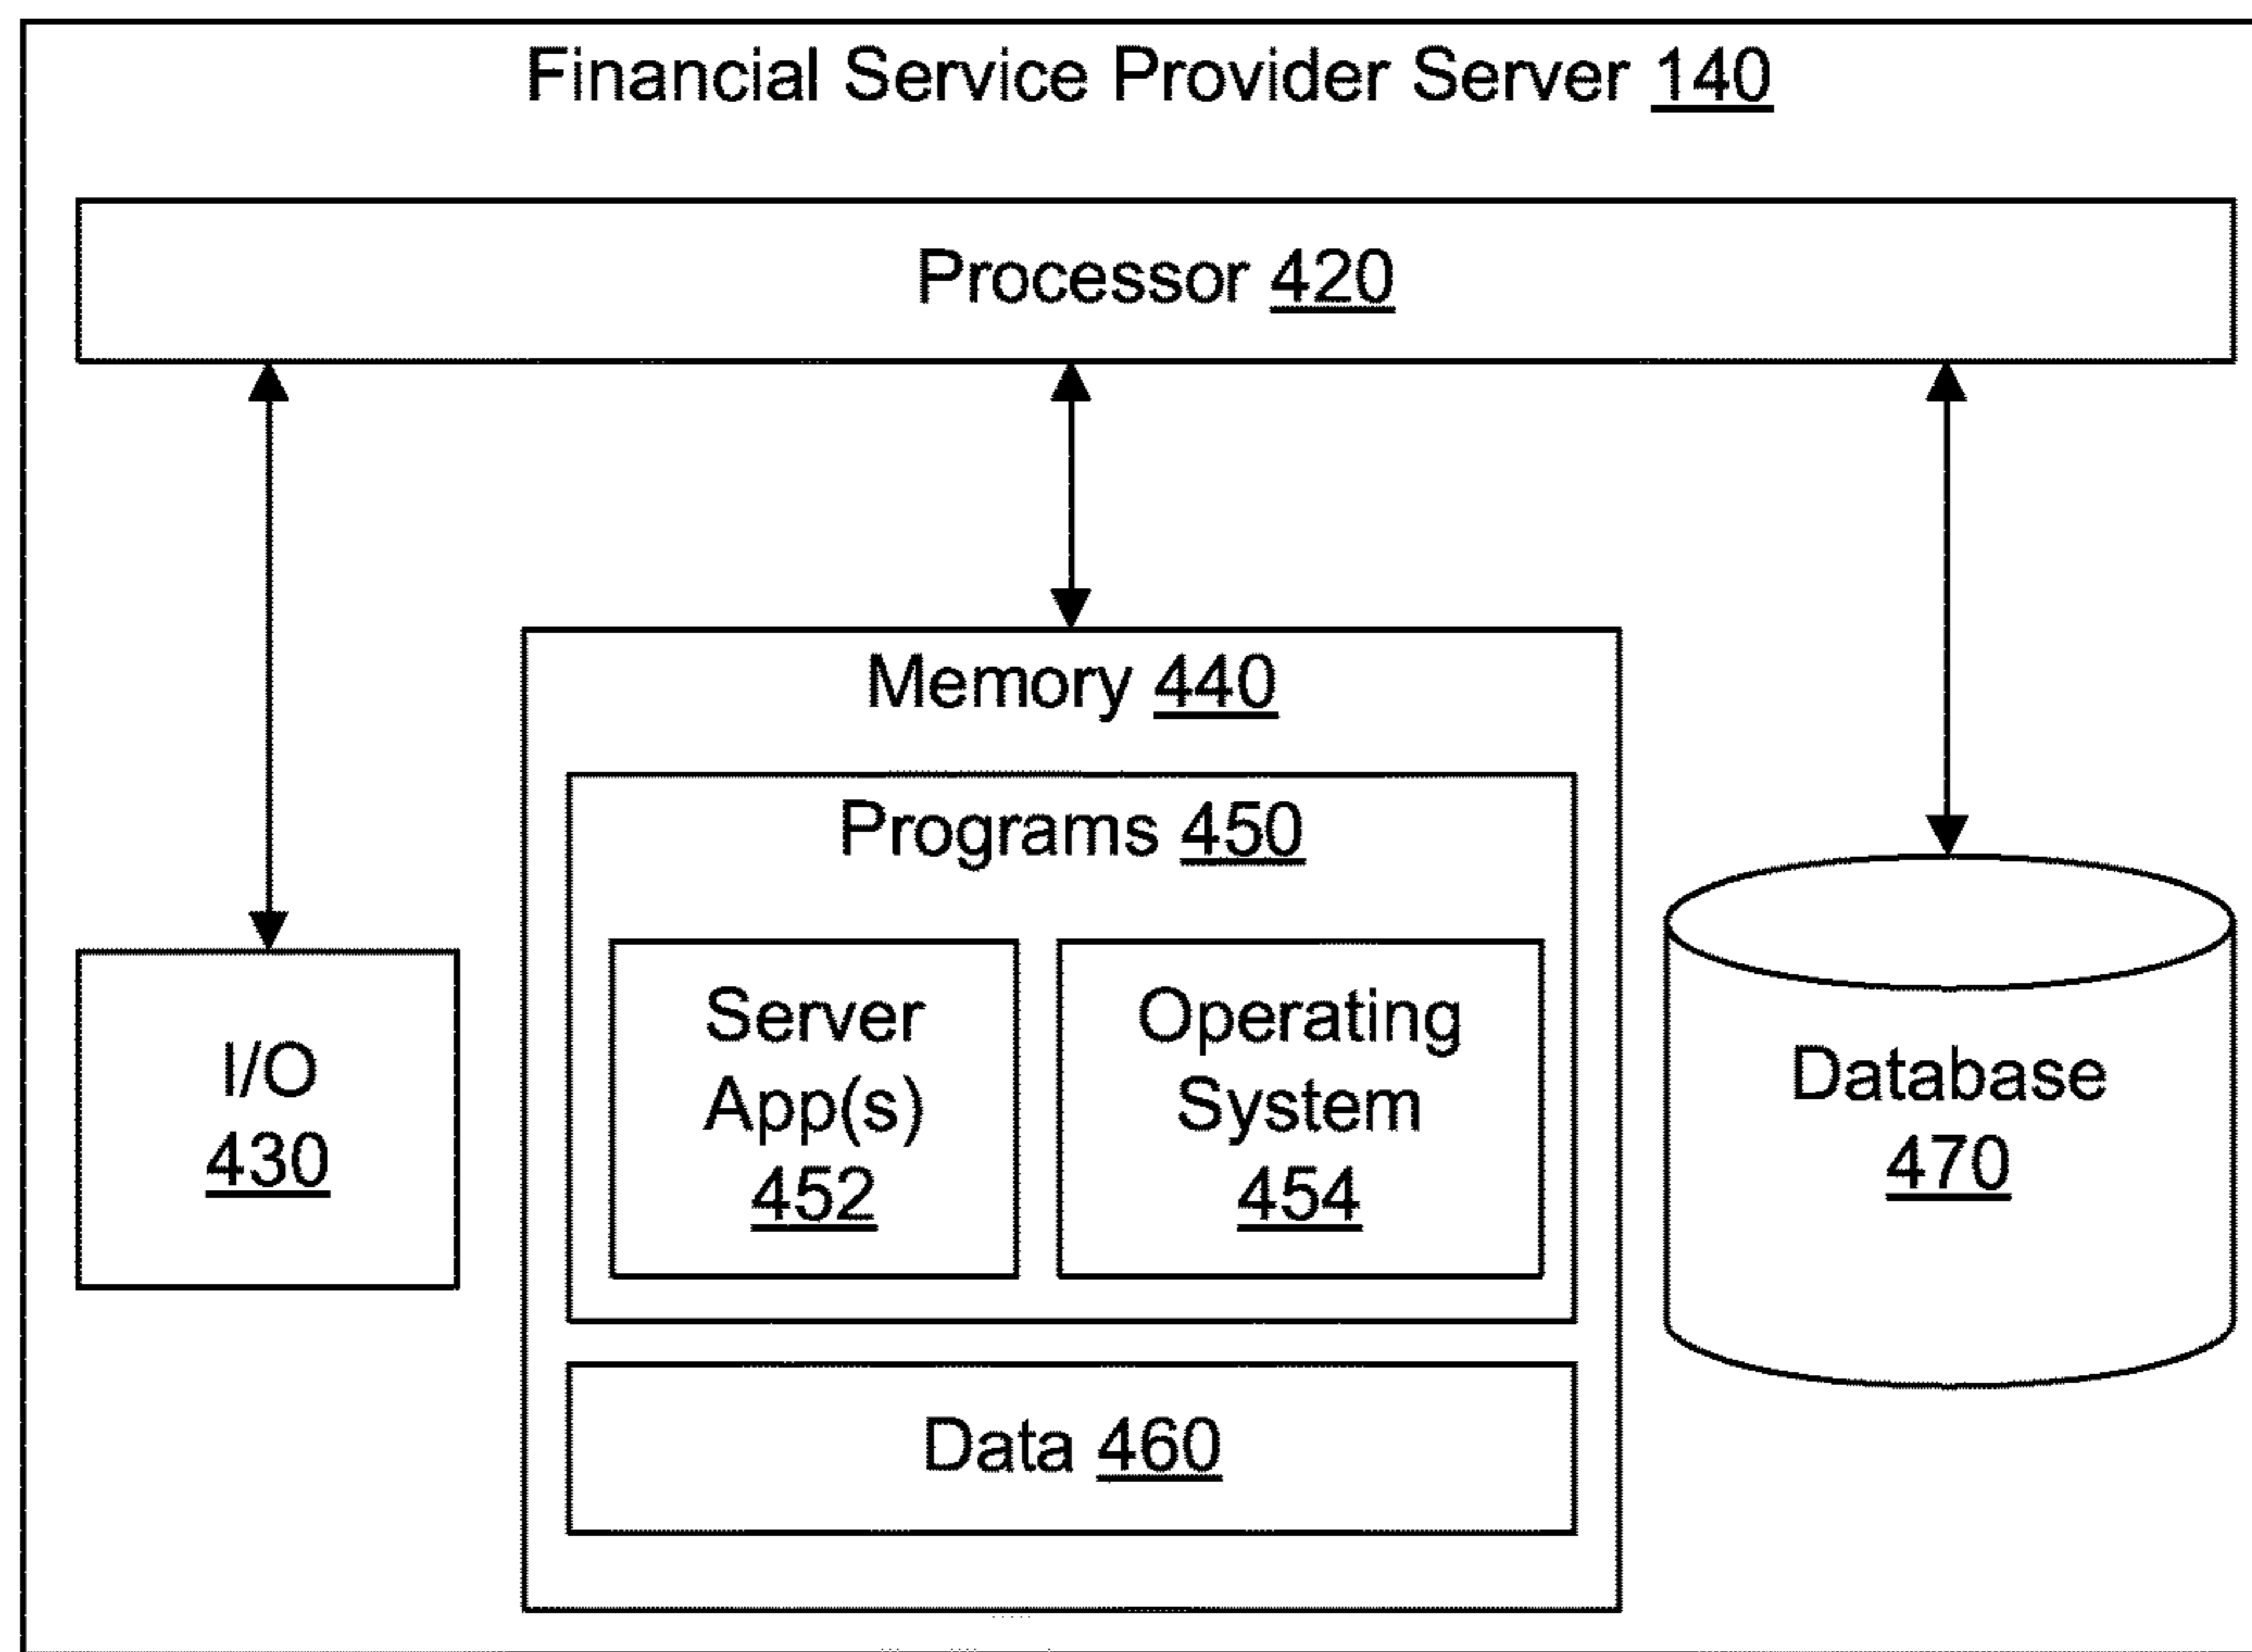 Financial Service Provider Server 140
Processor 420
Memory 440
Programs 450
Server
App(s)
452
Operating
System
454
I/O
430
Database
470
Data 460